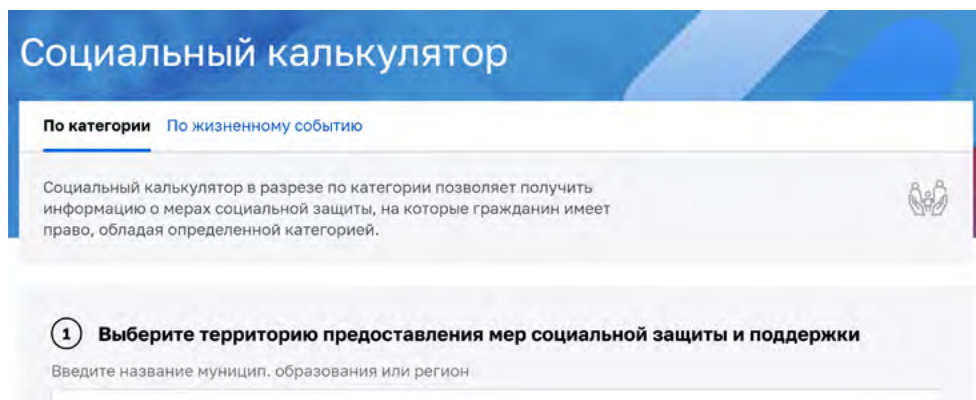 Социальный калькулятор
По категории По жизненному событию
Социальный калькулятор в разрезе по категории позволяет получить
информацию о мерах социальной защиты, на которые гражданин имеет
право, обладая определенной категорией.
1 Выберите территорию предоставления мер социальной защиты и поддержки
Введите название муницип. образования или регион